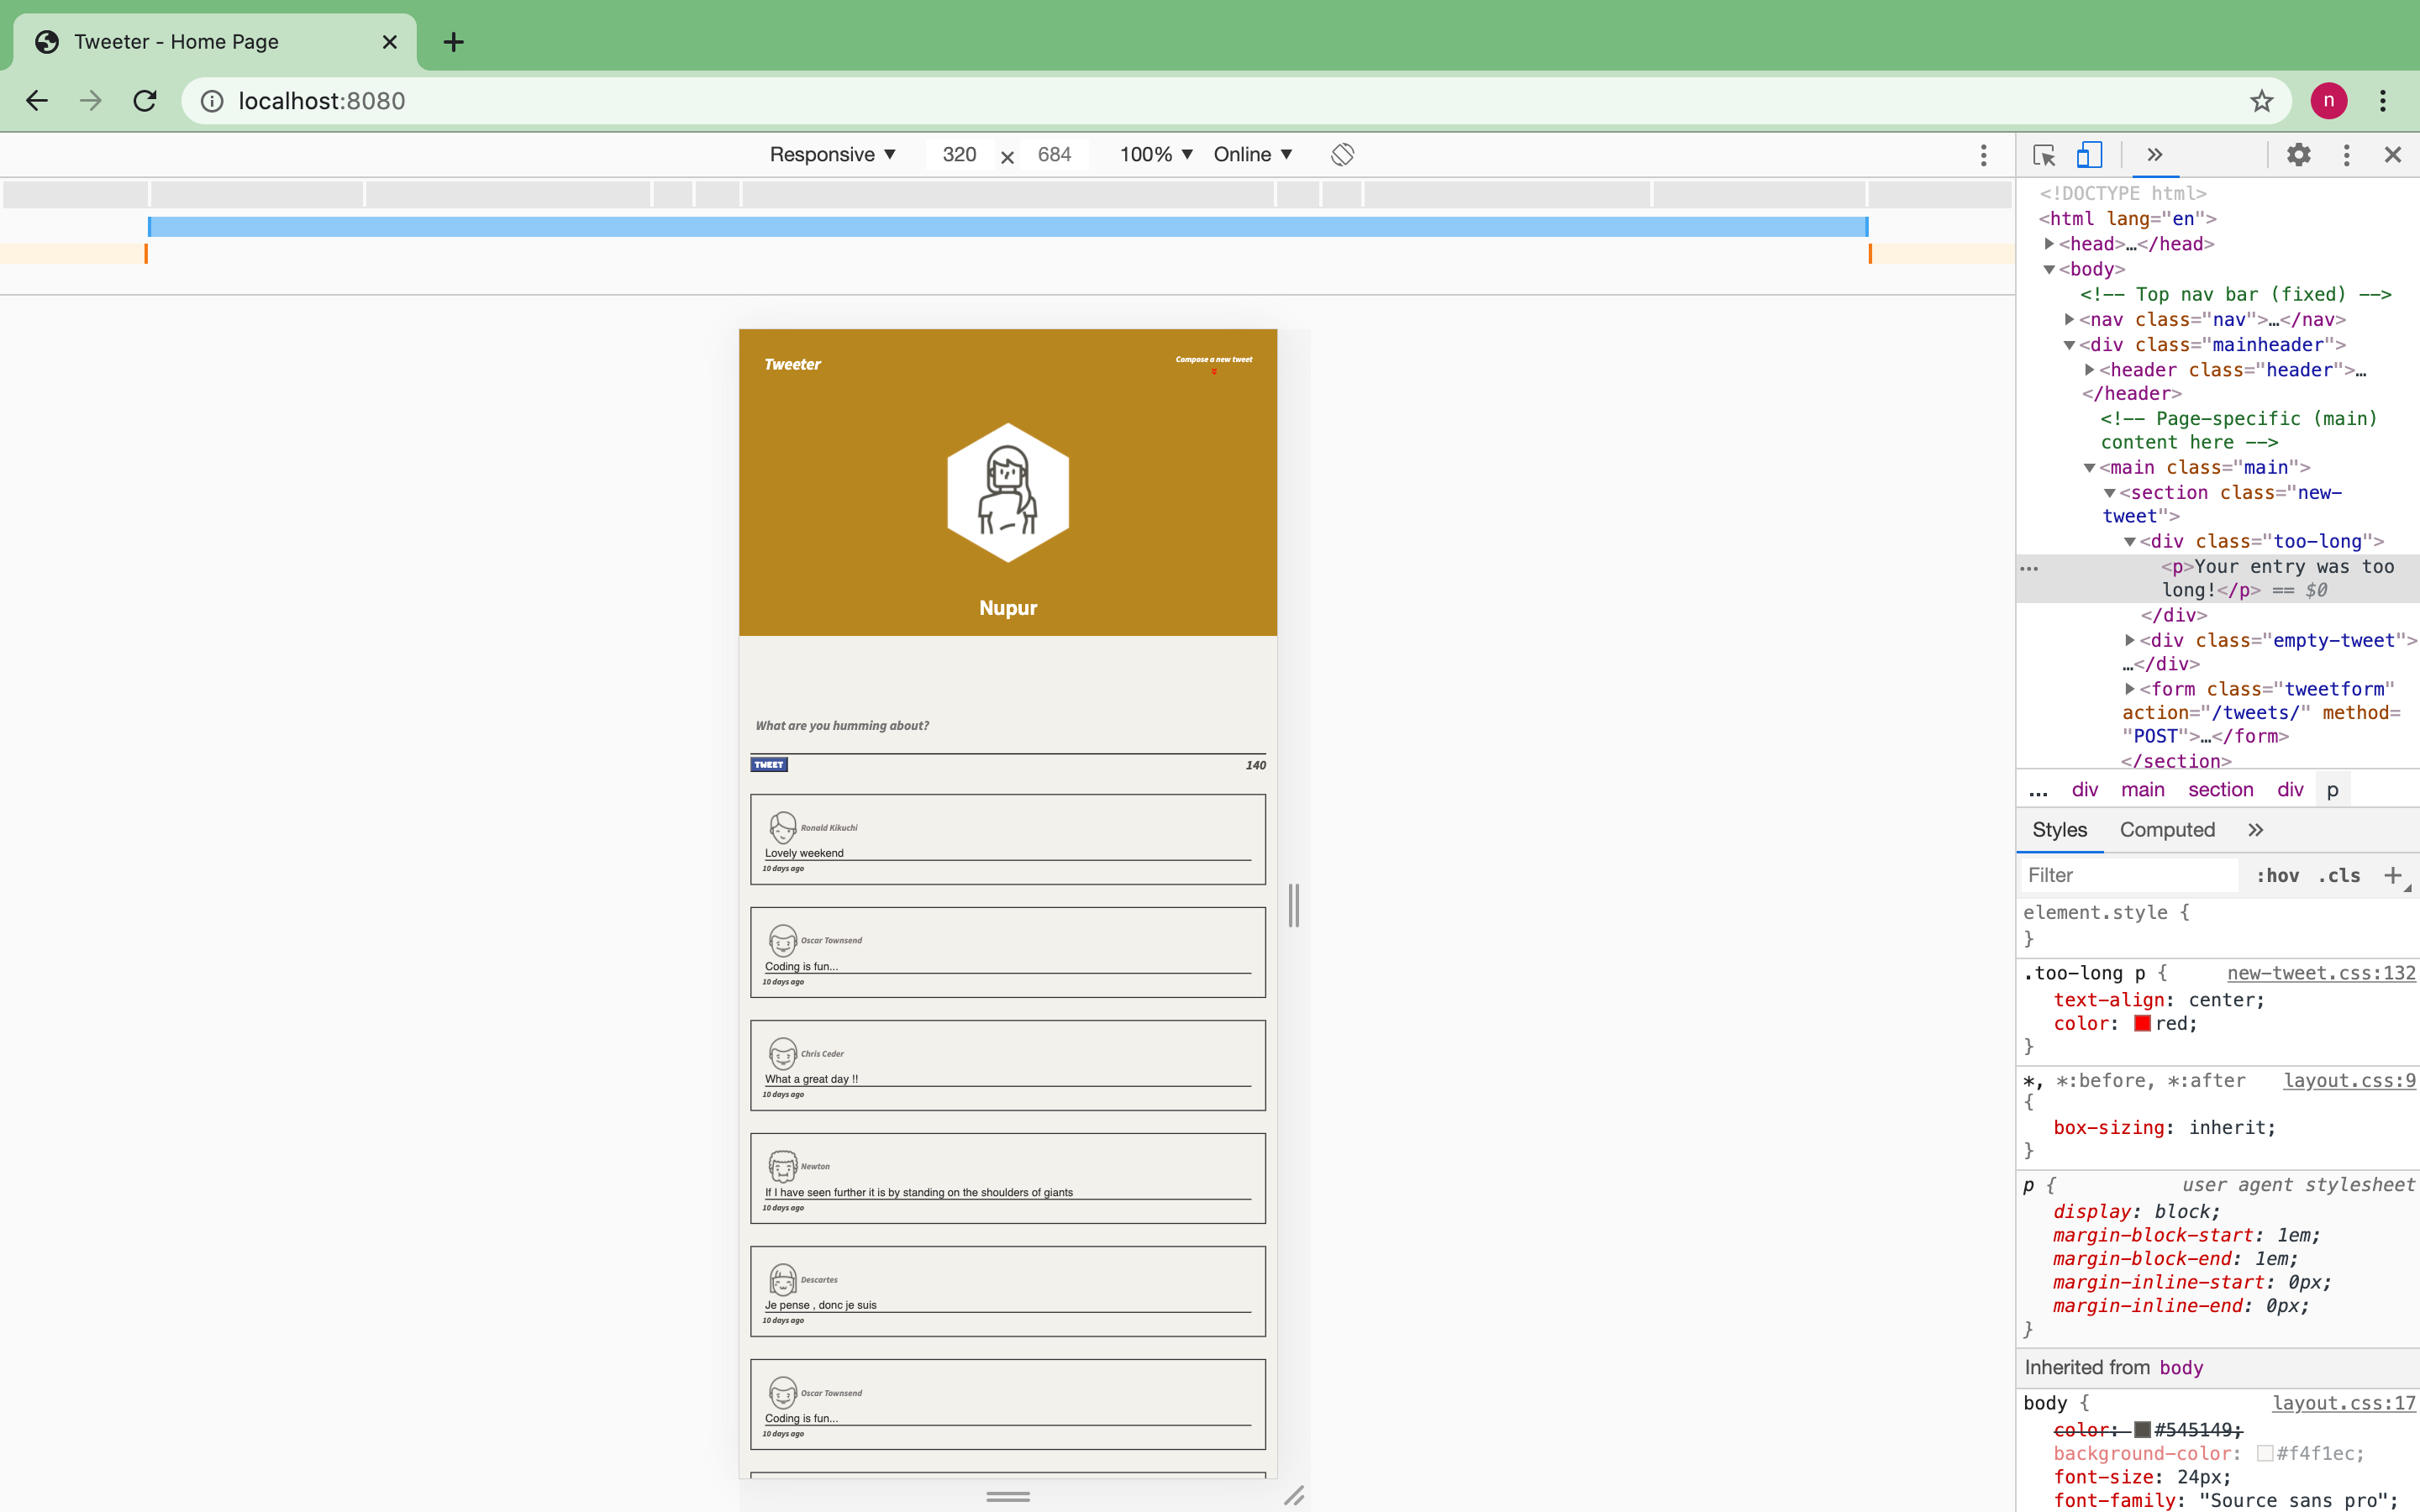 Tweeter - Home Page
localhost:8080
n
Responsive ▼ 320 × 684 100% ▼ Online ▼
Tweeter
Compose a new tweet
Nupur
What are you humming about?
TWEET 140
Ronald Kikuchi
Lovely weekend
10 days ago
Oscar Townsend
Coding is fun...
10 days ago
Chris Ceder
What a great day !!
10 days ago
Newton
If I have seen further it is by standing on the shoulders of giants
10 days ago
Descartes
Je pense , donc je suis
10 days ago
Oscar Townsend
Coding is fun...
10 days ago
<!DOCTYPE html>
<html lang="en">
<head>…</head>
<body>
<!-- Top nav bar (fixed) -->
<nav class="nav">…</nav>
<div class="mainheader">
<header class="header">…
</header>
<!-- Page-specific (main)
content here -->
<main class="main">
<section class="new-
tweet">
<div class="too-long">
<p>Your entry was too
long!</p> == $0
</div>
<div class="empty-tweet">
…</div>
<form class="tweetform"
action="/tweets/" method=
"POST">…</form>
</section>
... div main section div p
Styles Computed
Filter :hov .cls
element.style {
}
.too-long p { new-tweet.css:132
text-align: center;
color: red;
}
*, *:before, *:after layout.css:9
{
box-sizing: inherit;
}
p { user agent stylesheet
display: block;
margin-block-start: 1em;
margin-block-end: 1em;
margin-inline-start: 0px;
margin-inline-end: 0px;
}
Inherited from body
body { layout.css:17
color: #545149;
background-color: #f4f1ec;
font-size: 24px;
font-family: "Source sans pro";